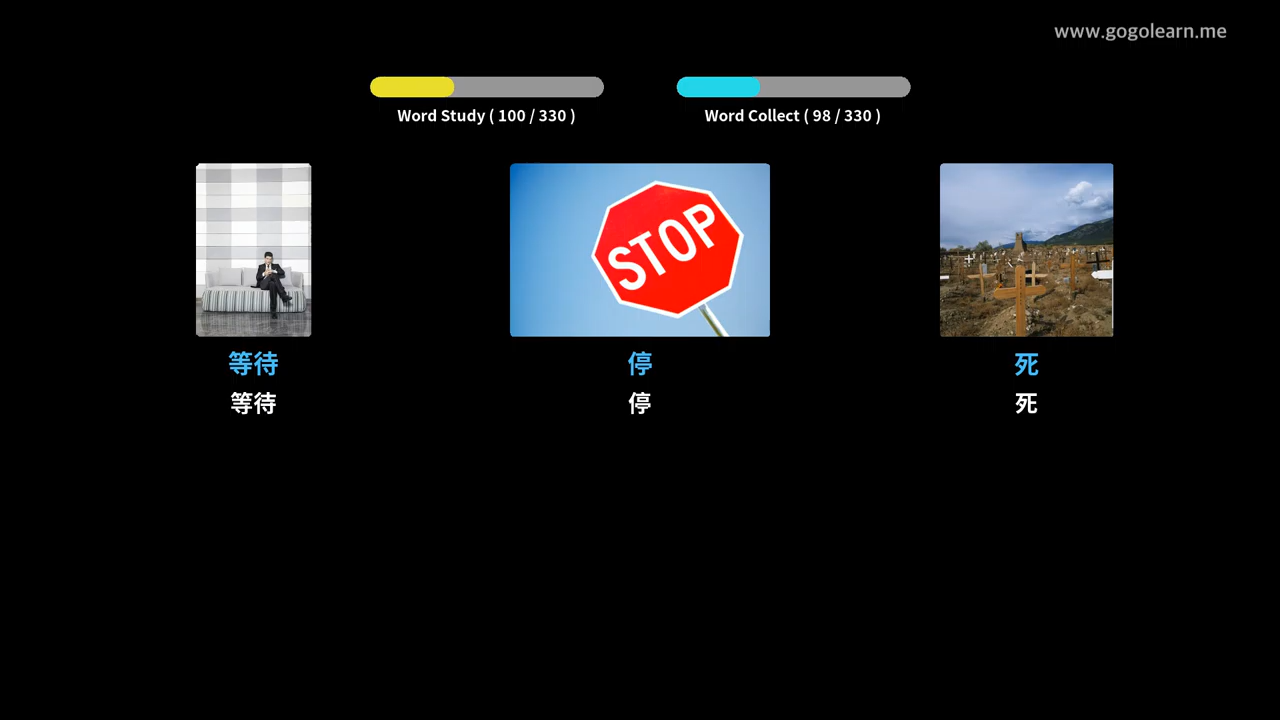 www.gogolearn.me
Word Study ( 100 / 330 )
Word Collect ( 98 / 330 )
STOP
等待
停
死
等待
停
死